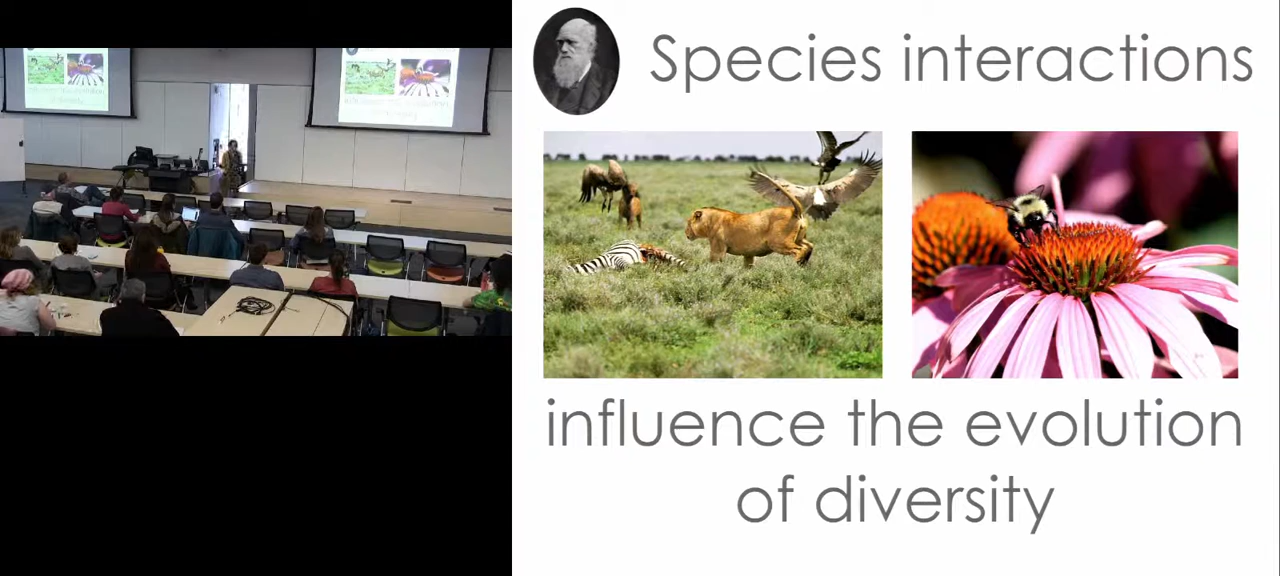 Species interactions
influence the evolution
of diversity